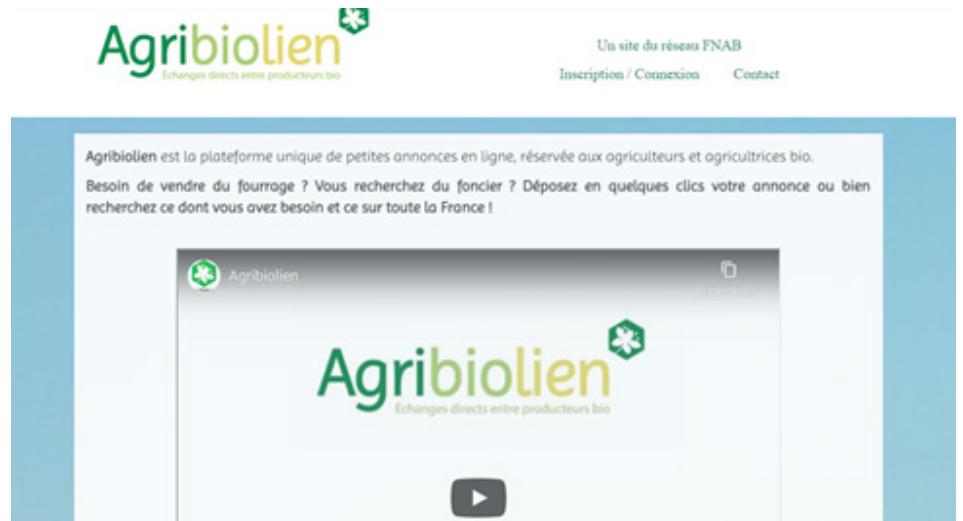 Agribiolien
Echanges directs entre producteurs bio
Un site du réseau FNAB
Inscription / Connexion Contact
Agribiolien est la plateforme unique de petites annonces en ligne, réservée aux agriculteurs et agricultrices bio.
Besoin de vendre du fourrage ? Vous recherchez du foncier ? Déposez en quelques clics votre annonce ou bien
recherchez ce dont vous avez besoin et ce sur toute la France !
Agribiolien
Agribiolien
Echanges directs entre producteurs bio